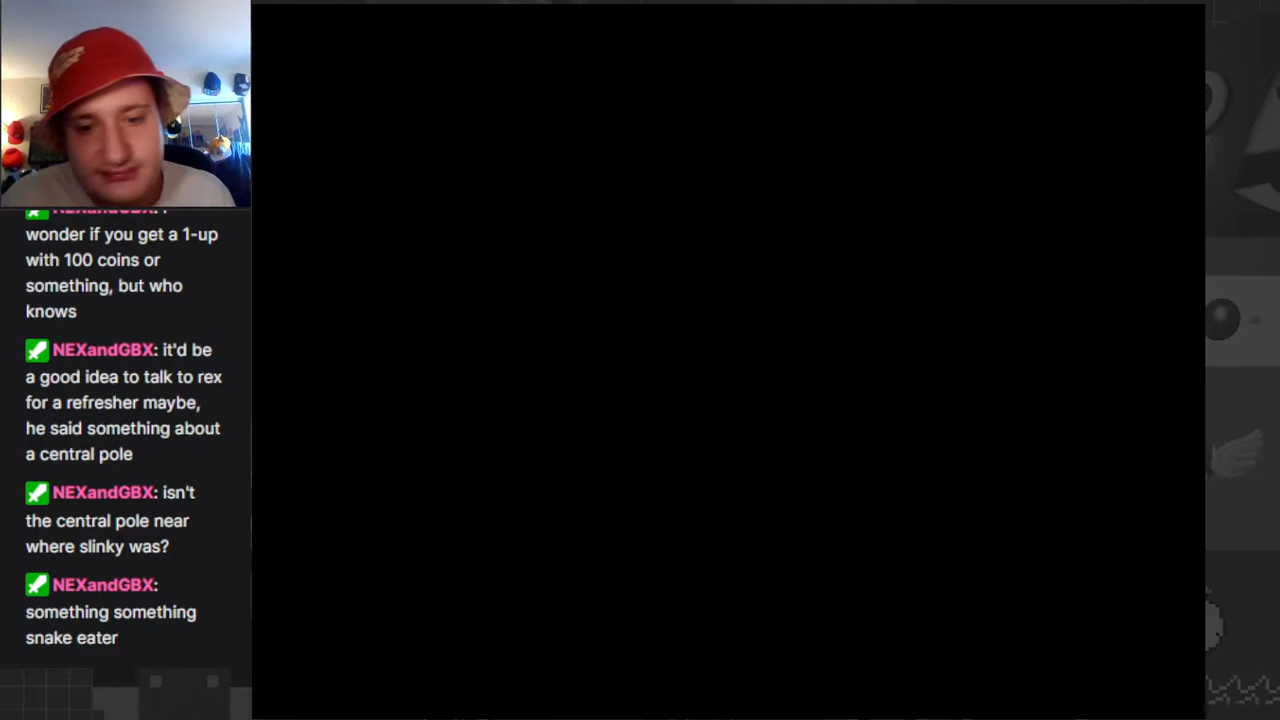 NEXandGBX: I
wonder if you get a 1-up
with 100 coins or
something, but who
knows
NEXandGBX: it'd be
a good idea to talk to rex
for a refresher maybe,
he said something about
a central pole
NEXandGBX: isn't
the central pole near
where slinky was?
NEXandGBX:
something something
snake eater